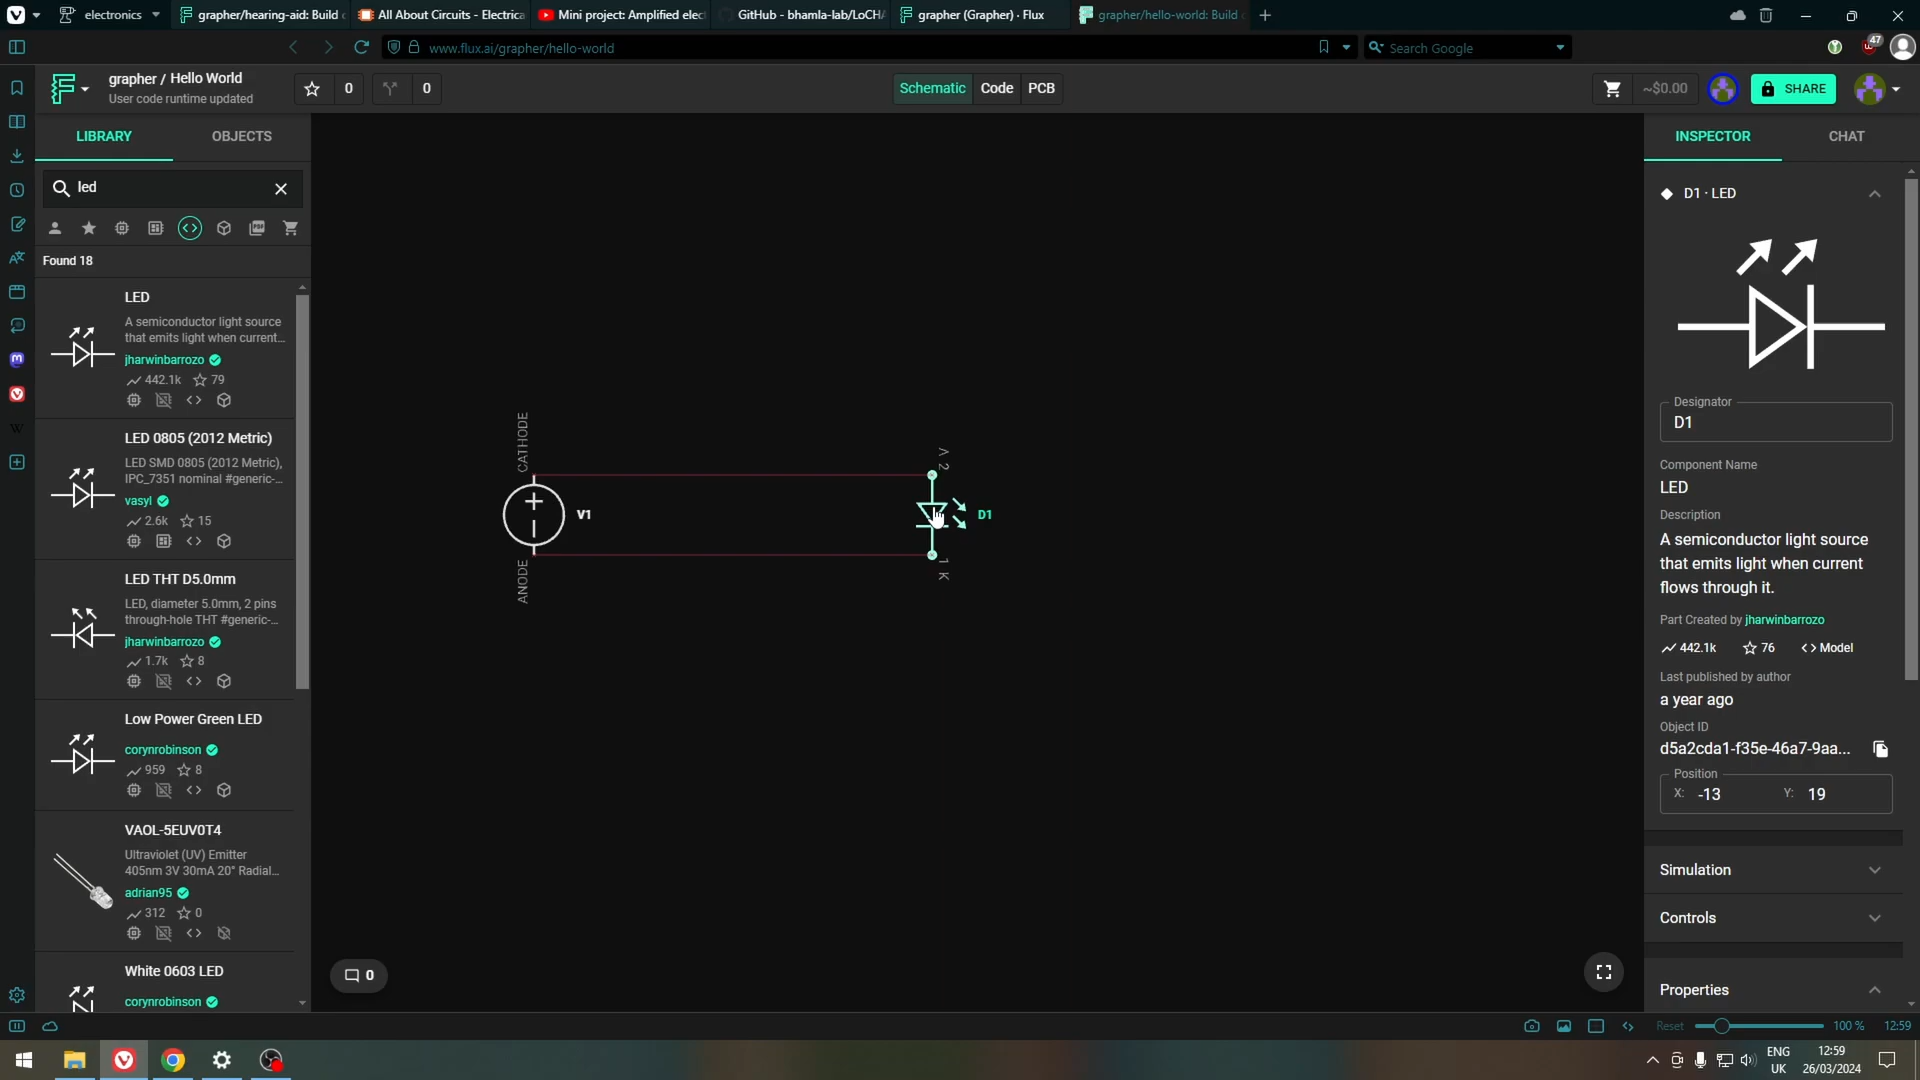 electronics
grapher/hearing-aid: Build
All About Circuits - Electrica
Mini project: Amplified elec
GitHub - bhamla-lab/LoCHA
grapher (Grapher) · Flux
grapher/hello-world: Build
www.flux.ai/grapher/hello-world
Search Google
47
grapher / Hello World
User code runtime updated
0
0
Schematic
Code
PCB
~$0.00
SHARE
LIBRARY
OBJECTS
led
Found 18
LED
A semiconductor light source
that emits light when current...
jharwinbarrozo
442.1k
79
LED 0805 (2012 Metric)
LED SMD 0805 (2012 Metric),
IPC_7351 nominal #generic-...
vasyl
2.6k
15
LED THT D5.0mm
LED, diameter 5.0mm, 2 pins
through-hole THT #generic-...
jharwinbarrozo
1.7k
8
Low Power Green LED
corynrobinson
959
8
VAOL-5EUV0T4
Ultraviolet (UV) Emitter
405nm 3V 30mA 20° Radial...
adrian95
312
0
White 0603 LED
corynrobinson
CATHODE
V1
ANODE
A 2
D1
1 K
0
INSPECTOR
CHAT
D1 · LED
Designator
D1
Component Name
LED
Description
A semiconductor light source
that emits light when current
flows through it.
Part Created by jharwinbarrozo
442.1k
76
Model
Last published by author
a year ago
Object ID
d5a2cda1-f35e-46a7-9aa...
Position
X: -13
Y: 19
Simulation
Controls
Properties
Reset
100 %
12:59
ENG
UK
12:59
26/03/2024